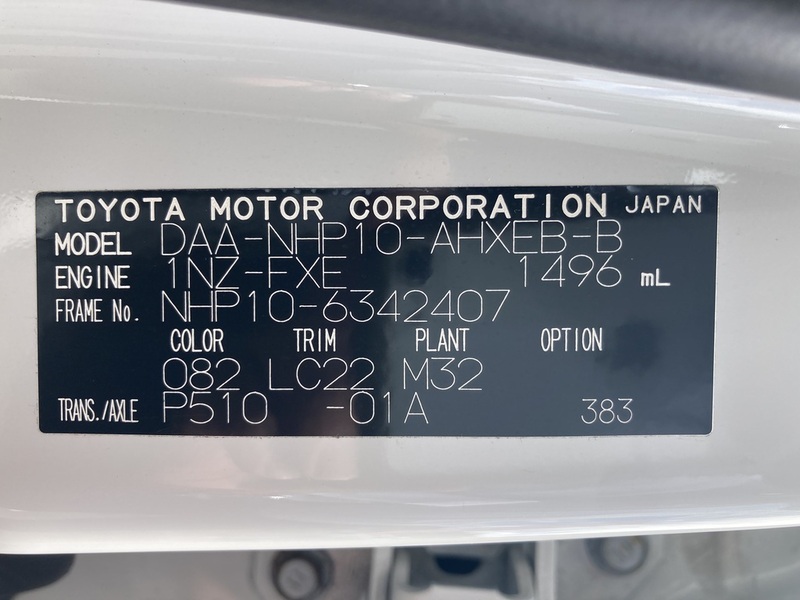 TOYOTA MOTOR CORPORATION JAPAN
MODEL DAA-NHP10-AHXEB-B
ENGINE 1NZ-FXE 1496 mL
FRAME No. NHP10-6342407
COLOR TRIM PLANT OPTION
082 LC22 M32
TRANS./AXLE P510 -01A 383